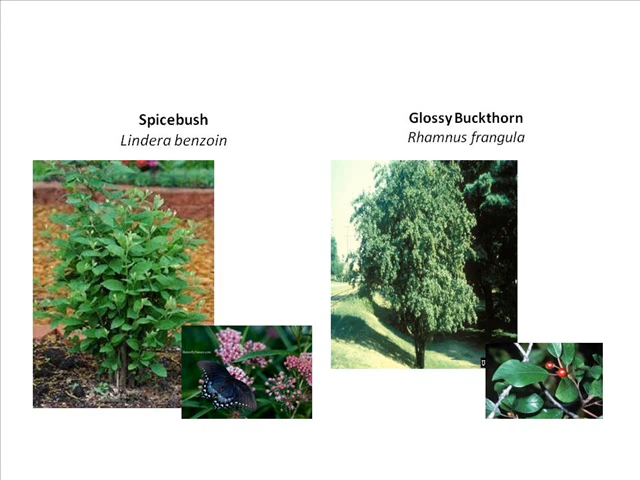 Spicebush
Lindera benzoin
Glossy Buckthorn
Rhamnus frangula